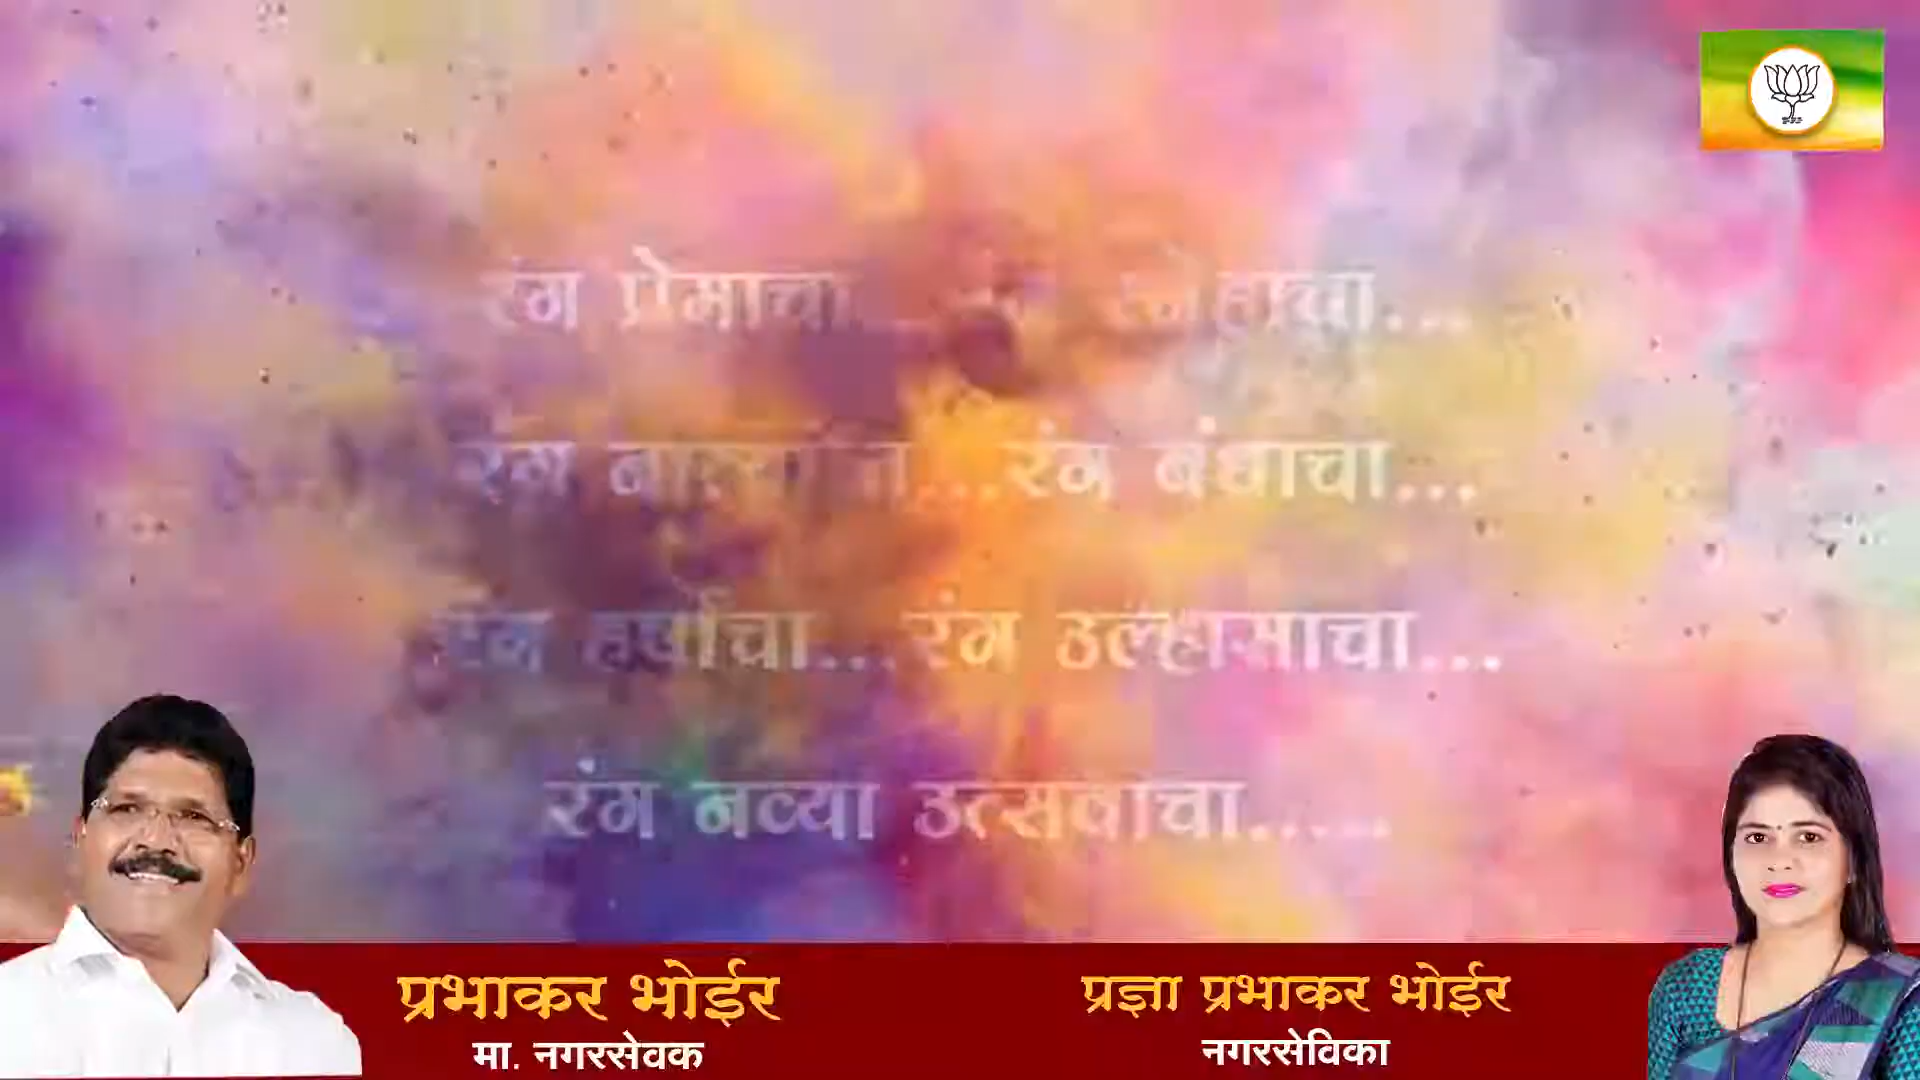 रंग प्रेमाचा... स्नेहाचा...
रंग ...रंग बंधाचा...
रंग हर्षाचा...रंग उल्हासाचा...
रंग नव्या उत्सवाचा.....
प्रभाकर भोईर
मा. नगरसेवक
प्रज्ञा प्रभाकर भोईर
नगरसेविका